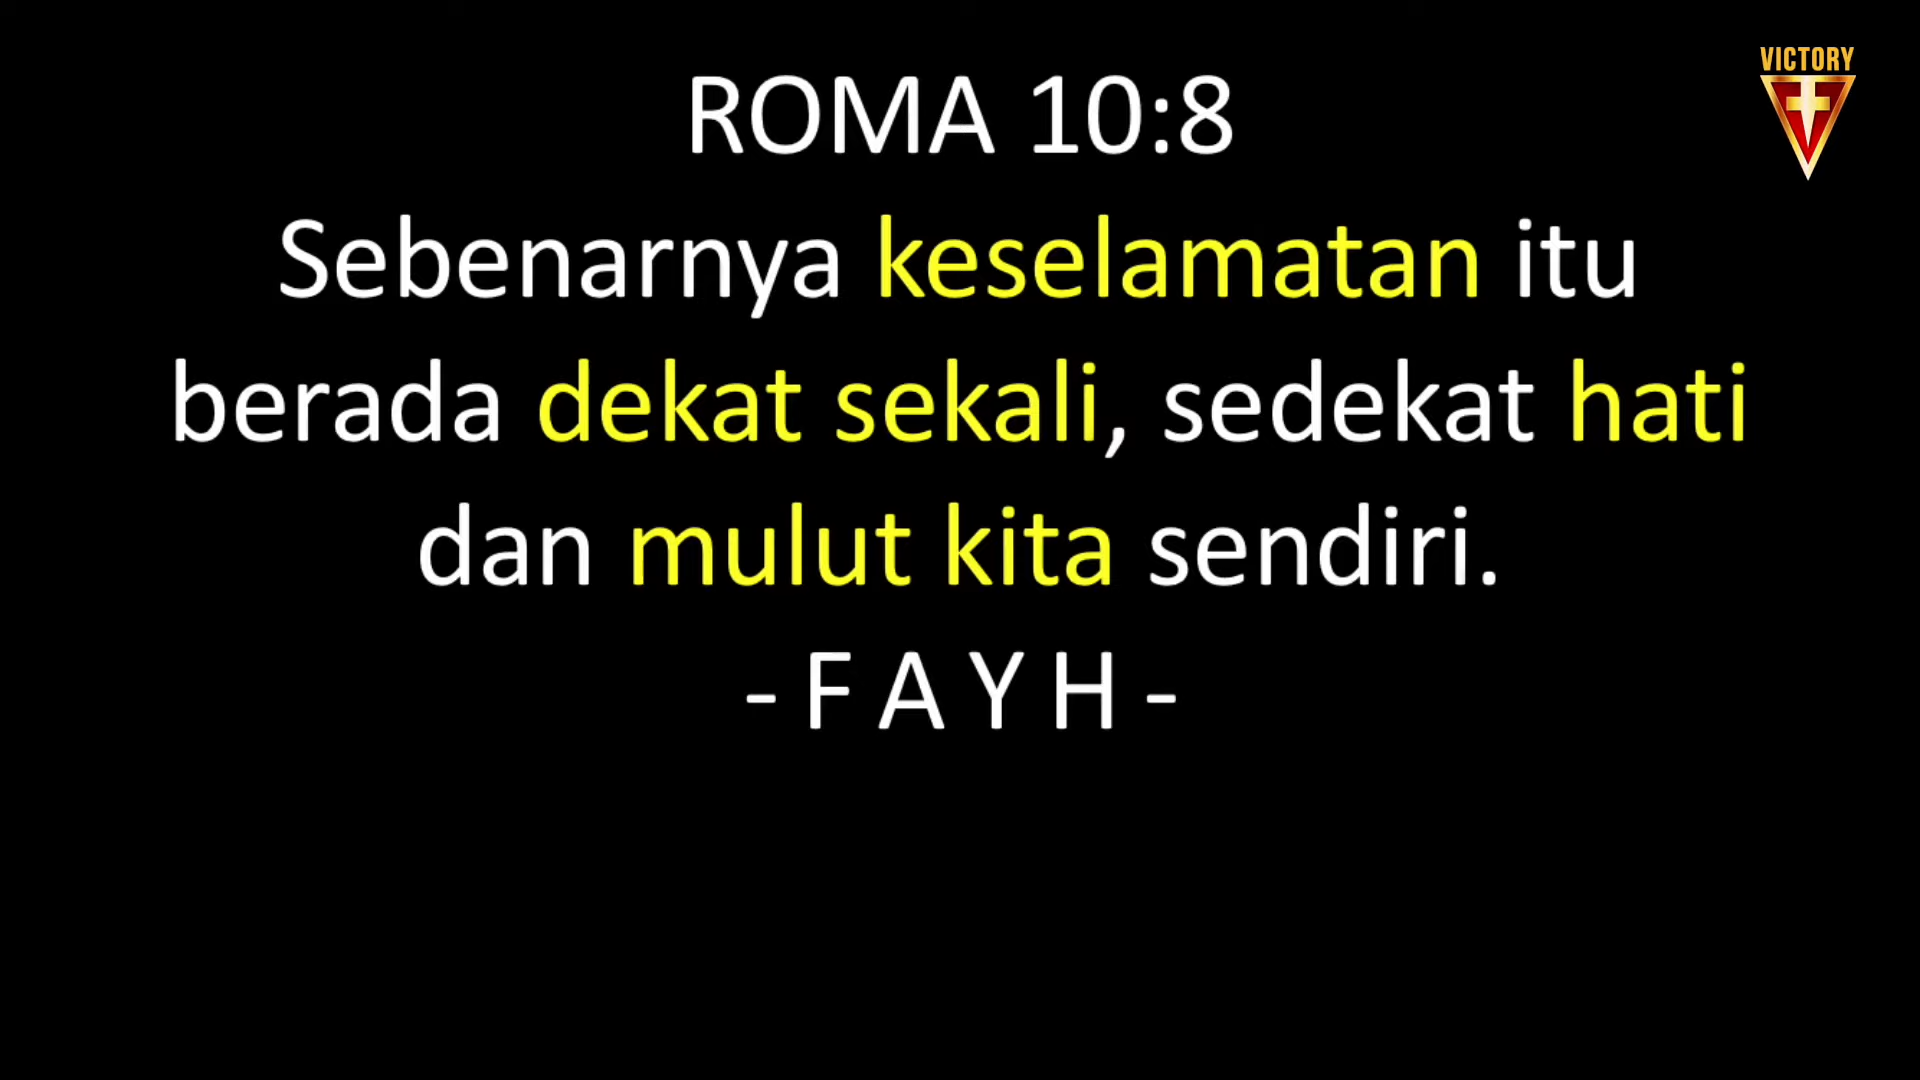 VICTORY
ROMA 10:8
Sebenarnya keselamatan itu
berada dekat sekali, sedekat hati
dan mulut kita sendiri.
- F A Y H -